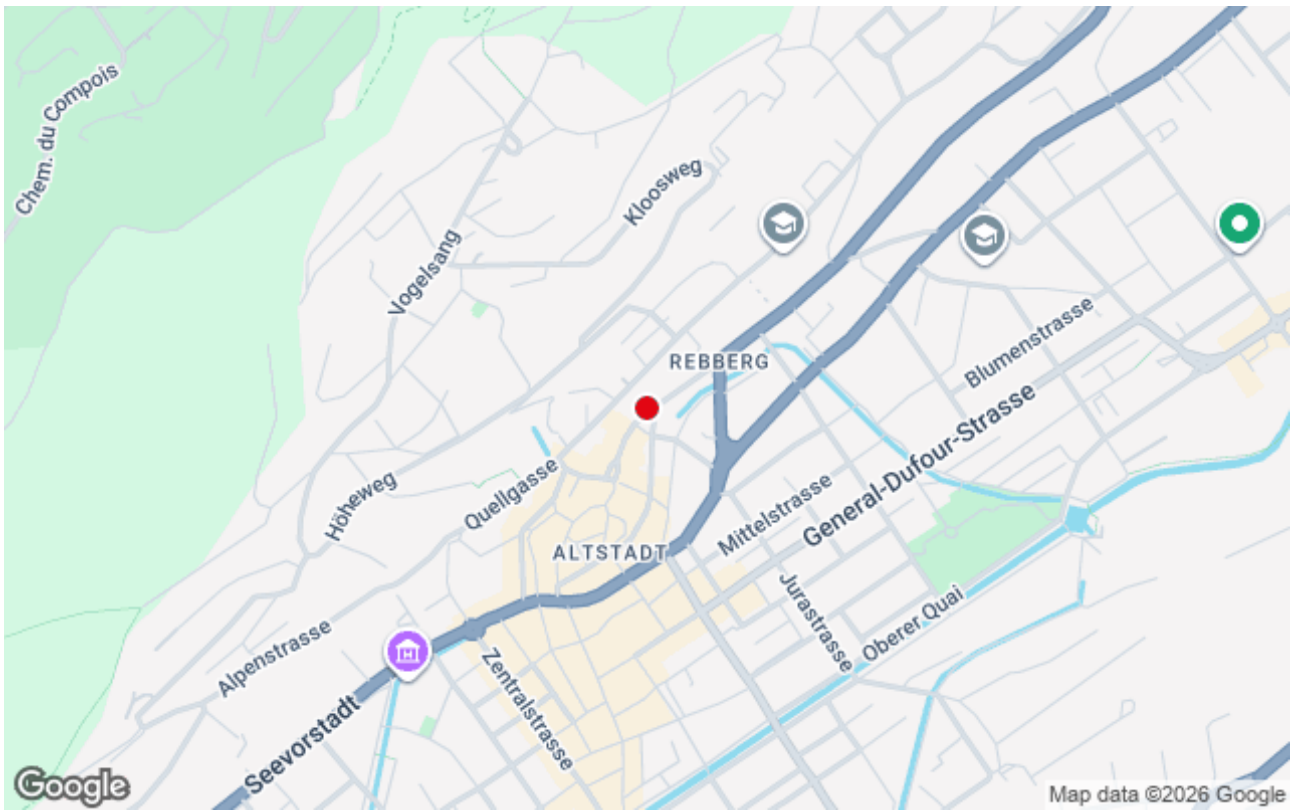 Chem. du Compois
Kloosweg
Vogelsang
REBBERG
Blumenstrasse
General-Dufour-Strasse
Höheweg
Quellgasse
Mittelstrasse
ALTSTADT
Jurastrasse
Oberer Quai
Alpenstrasse
Zentralstrasse
Seevorstadt
Google
Map data ©2026 Google